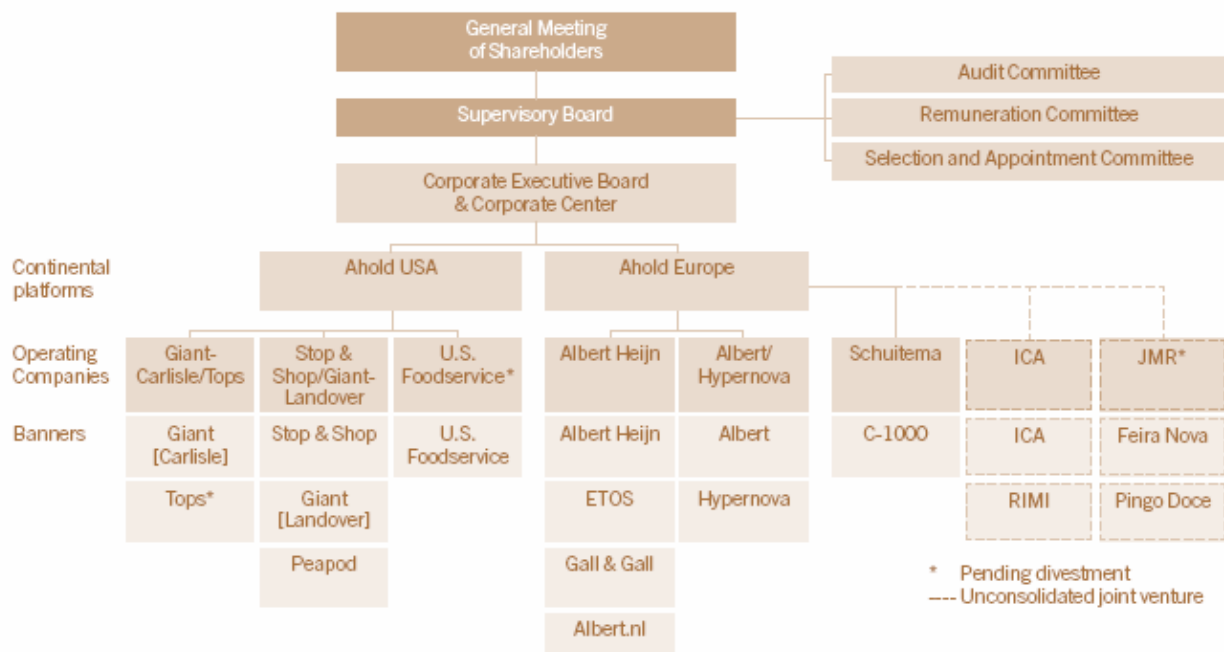 General Meeting
of Shareholders
Audit Committee
Supervisory Board
Remuneration Committee
Selection and Appointment Committee
Corporate Executive Board
& Corporate Center
Continental
platforms
Ahold USA
Ahold Europe
Operating
Companies
Giant-
Carlisle/Tops
Stop &
Shop/Giant-
Landover
U.S.
Foodservice*
Albert Heijn
Albert/
Hypernova
Schuitema
ICA
JMR*
Banners
Giant
[Carlisle]
Stop & Shop
U.S.
Foodservice
Albert Heijn
Albert
C-1000
ICA
Feira Nova
Tops*
Giant
[Landover]
ETOS
Hypernova
RIMI
Pingo Doce
Peapod
Gall & Gall
Albert.nl
* Pending divestment
---- Unconsolidated joint venture